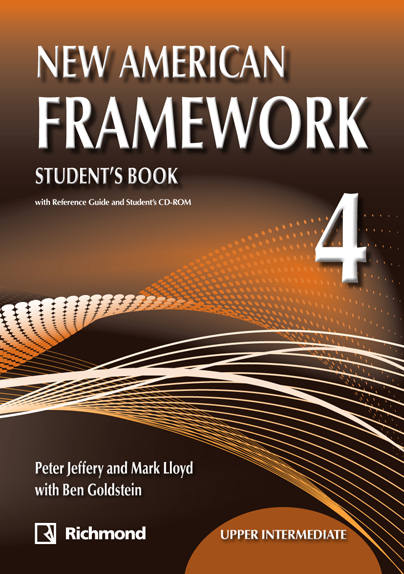 NEW AMERICAN
FRAMEWORK
STUDENT'S BOOK
with Reference Guide and Student's CD-ROM
4
Peter Jeffery and Mark Lloyd
with Ben Goldstein
Richmond
UPPER INTERMEDIATE